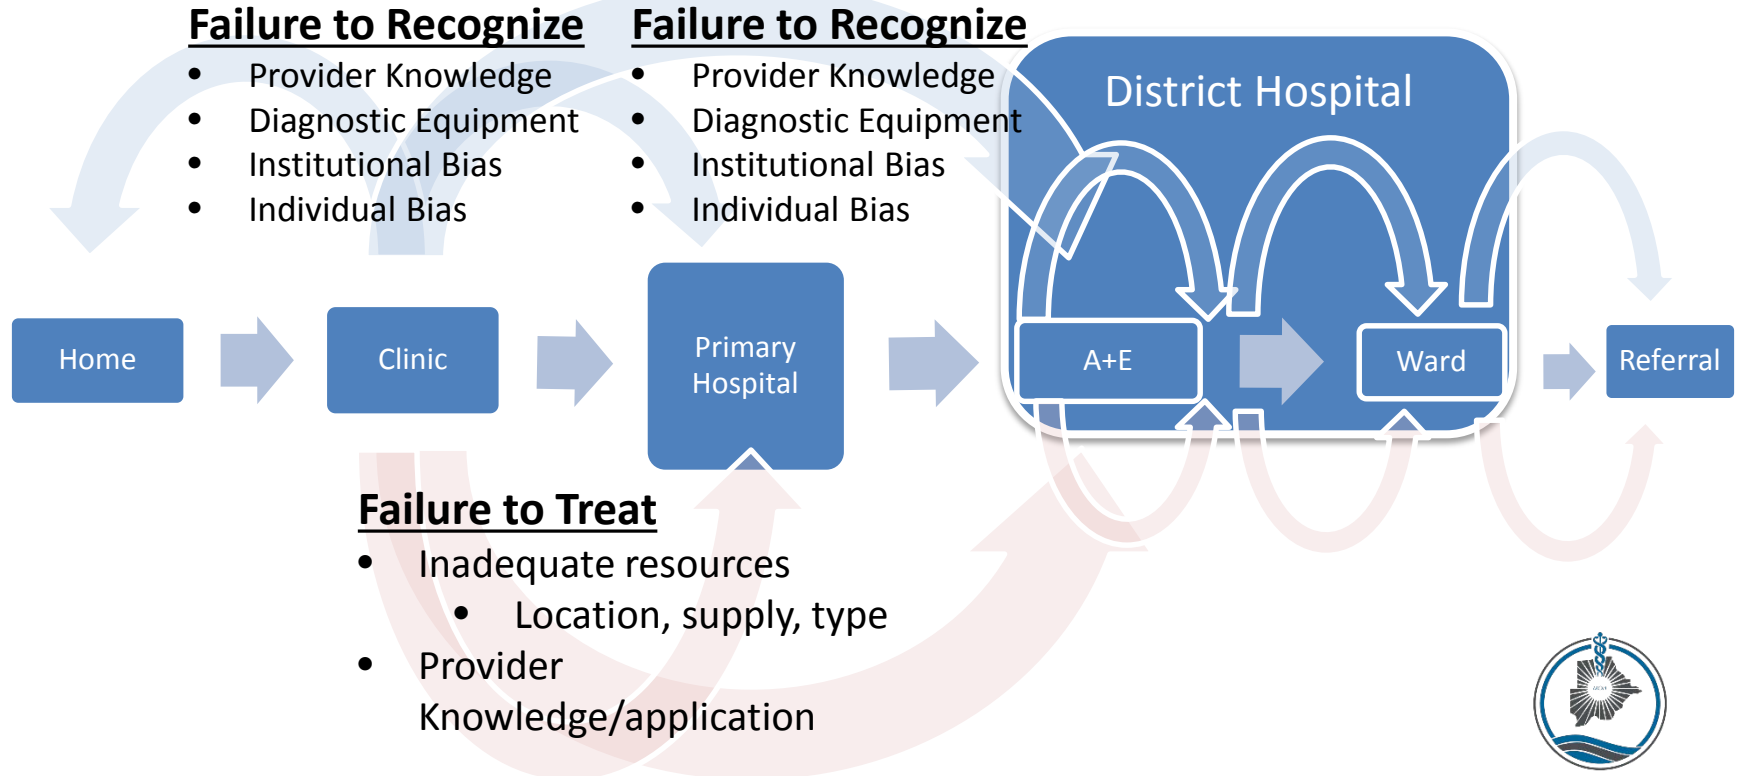 Failure to Recognize
• Provider Knowledge
• Diagnostic Equipment
• Institutional Bias
• Individual Bias
Failure to Recognize
• Provider Knowledge
• Diagnostic Equipment
• Institutional Bias
• Individual Bias
District Hospital
Home
Clinic
Primary
Hospital
A+E
Ward
Referral
Failure to Treat
• Inadequate resources
• Location, supply, type
• Provider
Knowledge/application